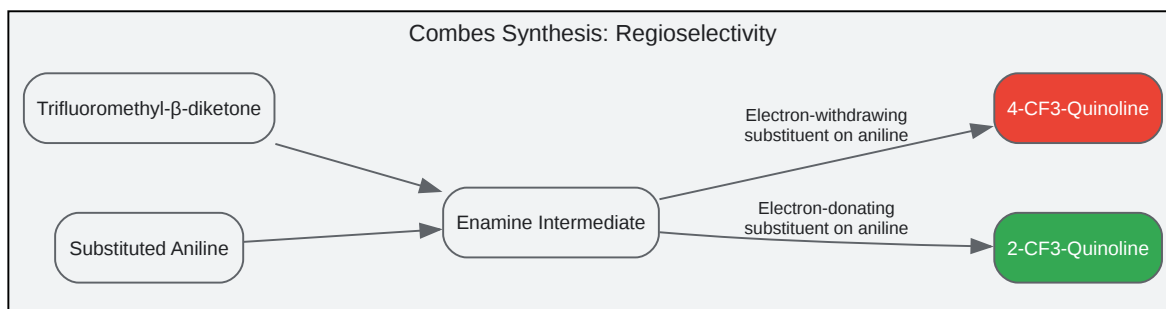 Combes Synthesis: Regioselectivity
Trifluoromethyl-β-diketone
Substituted Aniline
Enamine Intermediate
Electron-withdrawing
substituent on aniline
Electron-donating
substituent on aniline
4-CF3-Quinoline
2-CF3-Quinoline